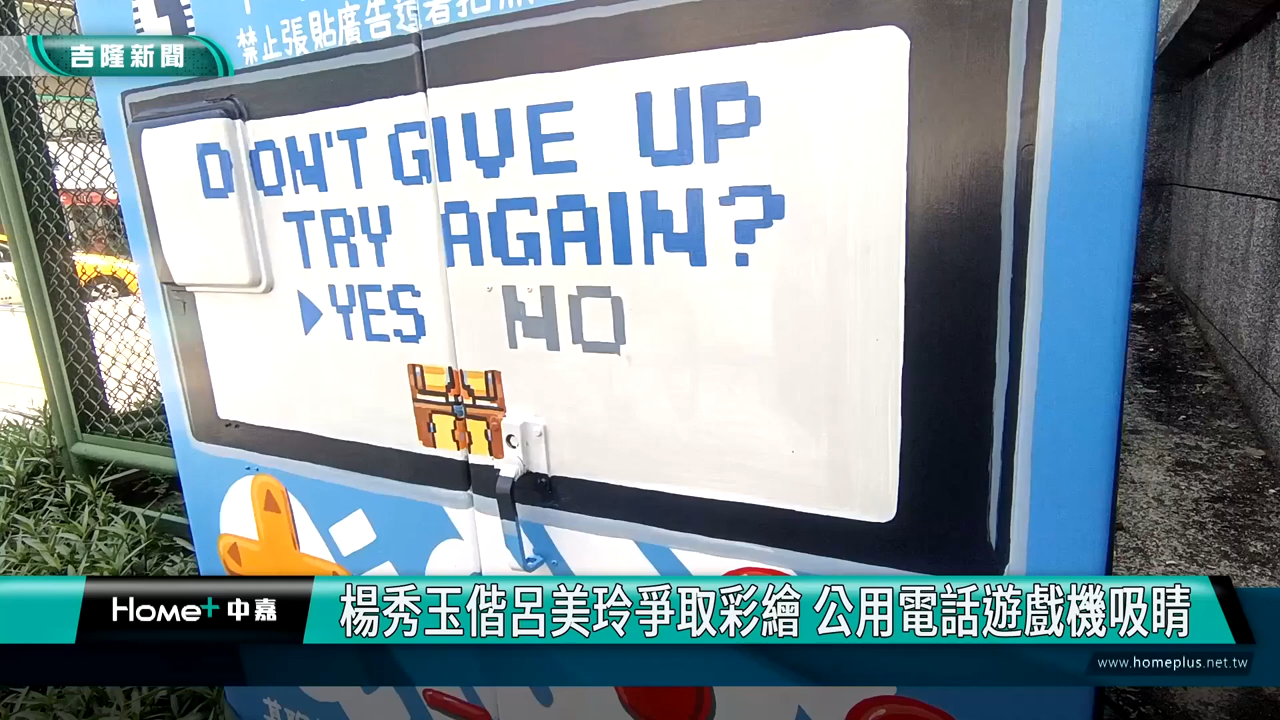 禁止張貼廣告違者拍照
吉隆新聞
DON'T GIVE UP
TRY AGAIN?
▶YES NO
Home+ 中嘉
楊秀玉偕呂美玲爭取彩繪 公用電話遊戲機吸睛
www.homeplus.net.tw